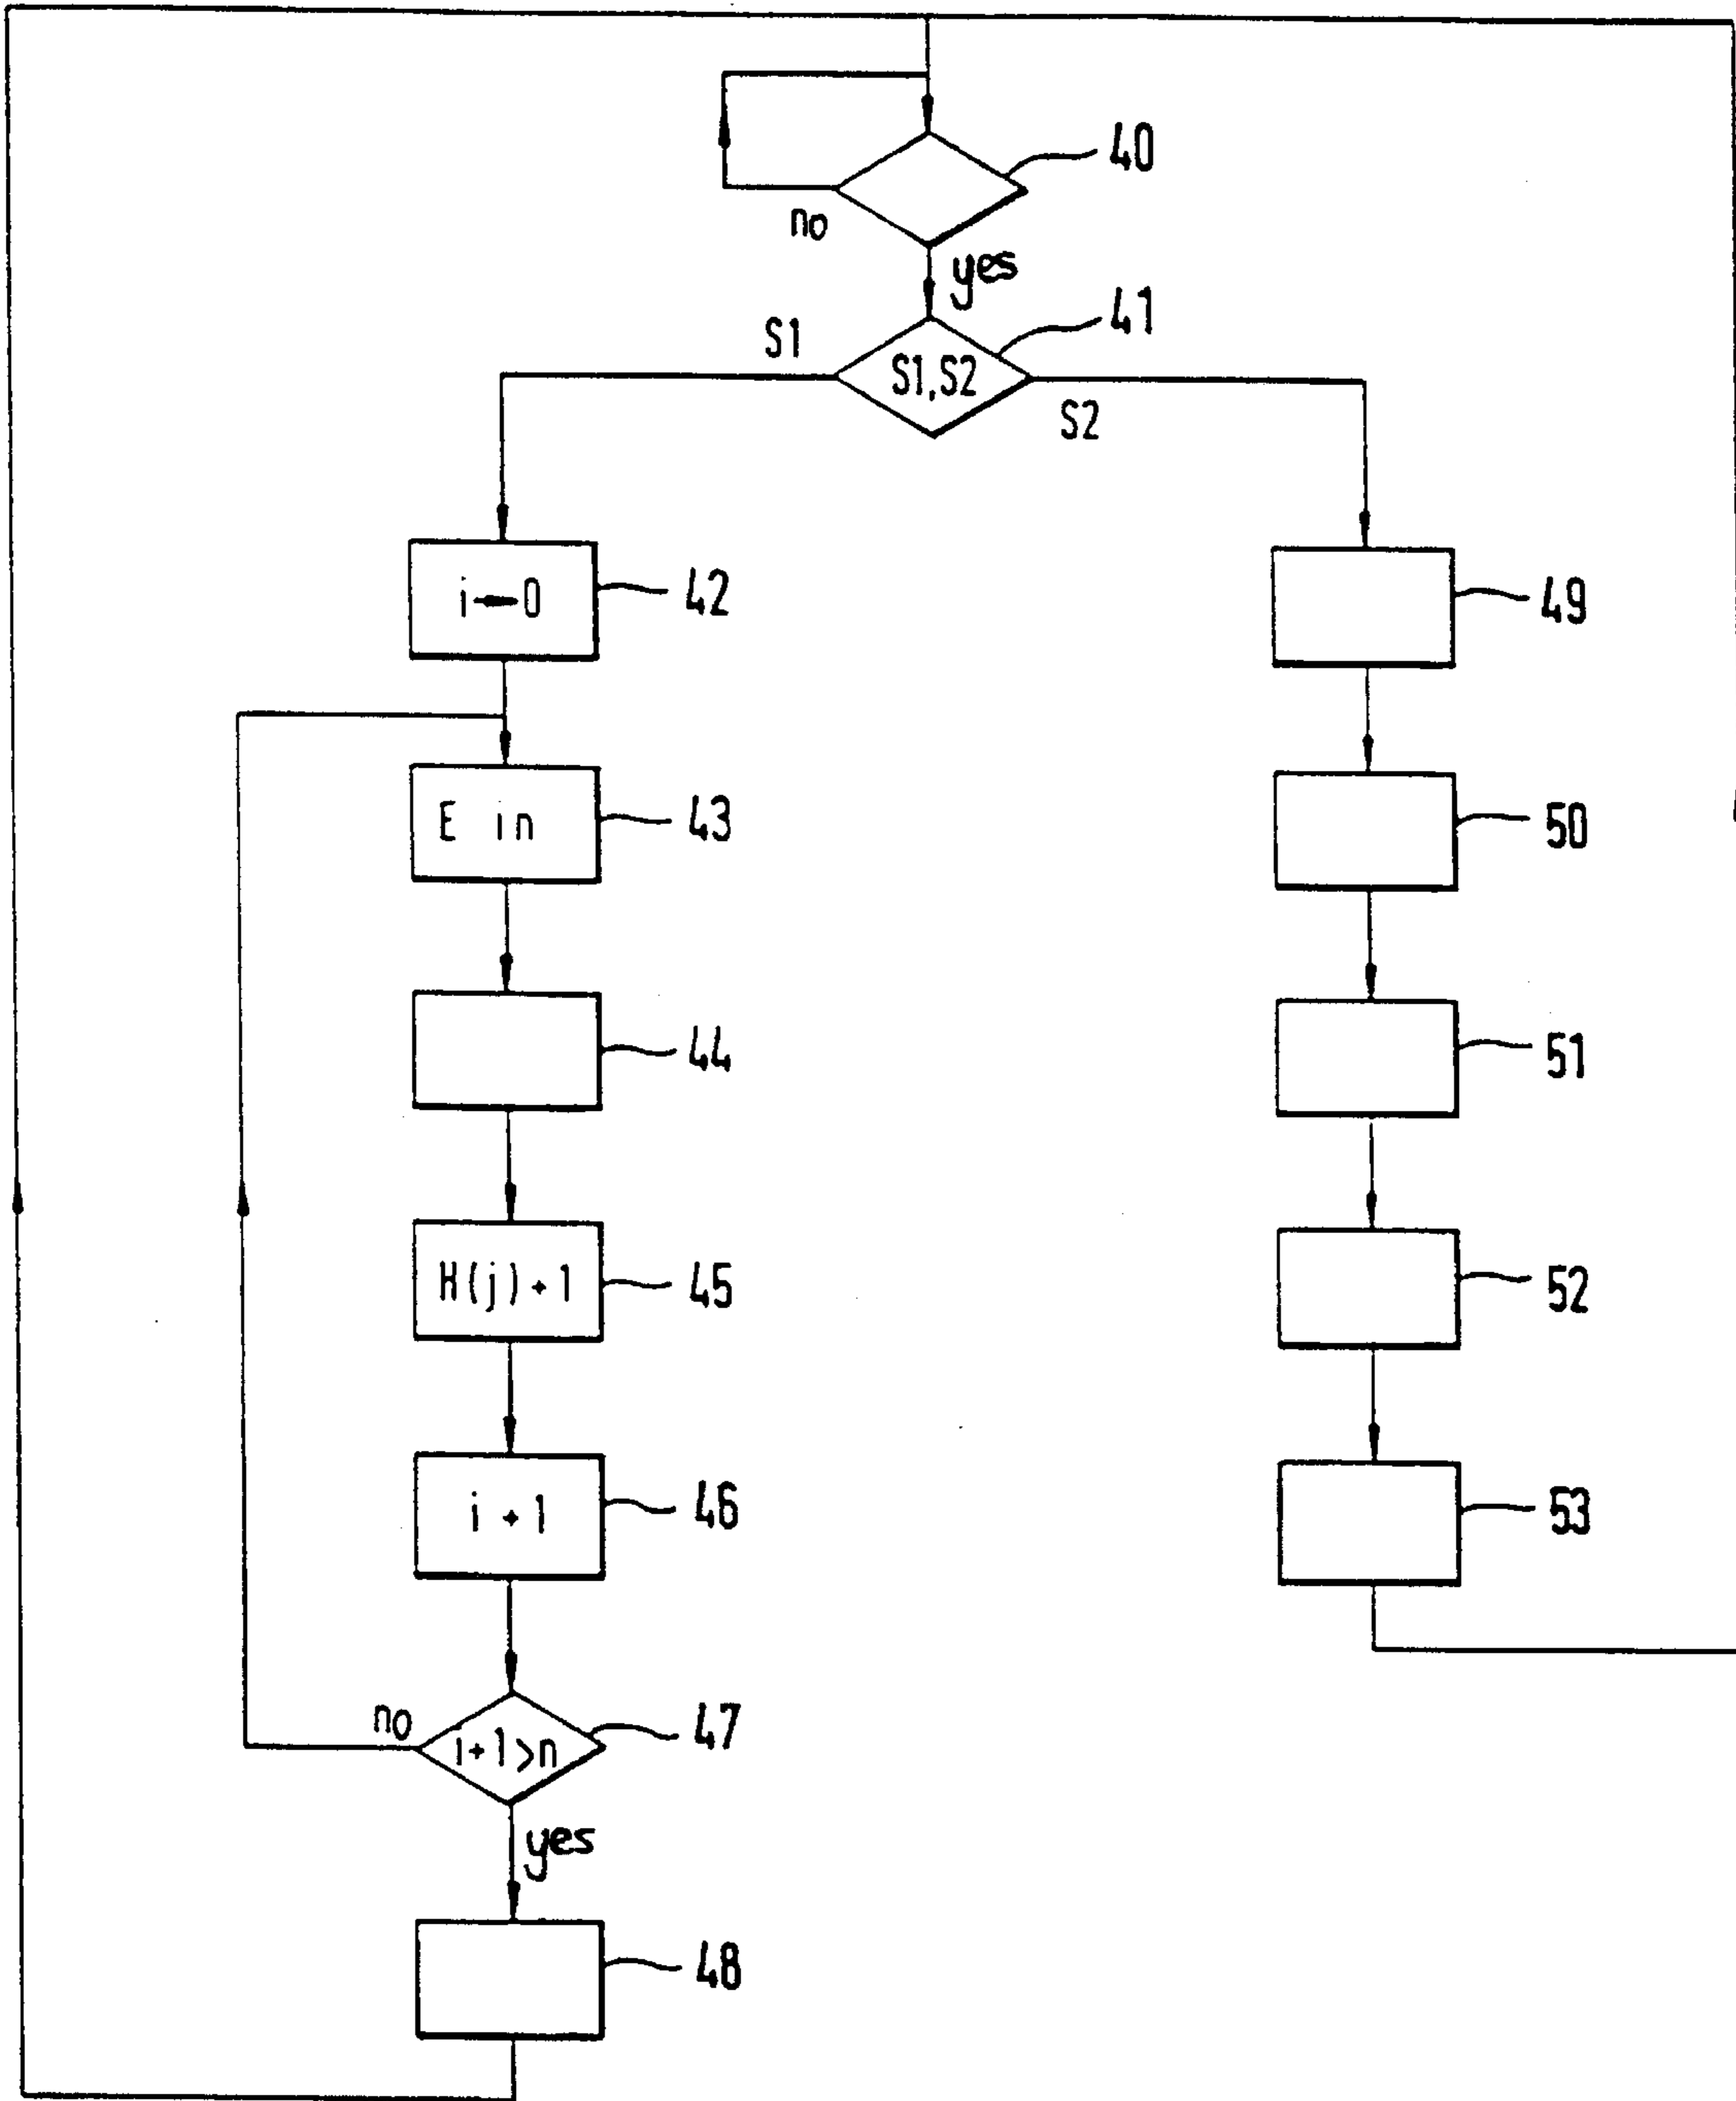 40
no
yes
41
S1
S1,S2
S2
42
i→0
49
43
E in
50
44
51
45
H(j)+1
52
46
i + 1
53
47
no
i+1>n
yes
48